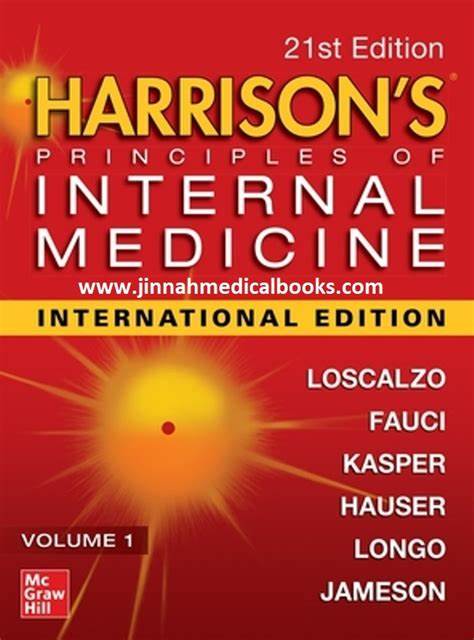 21st Edition
HARRISON'S®
PRINCIPLES OF
INTERNAL
MEDICINE
www.jinnahmedicalbooks.com
INTERNATIONAL EDITION
LOSCALZO
FAUCI
KASPER
HAUSER
LONGO
JAMESON
VOLUME 1
Mc
Graw
Hill